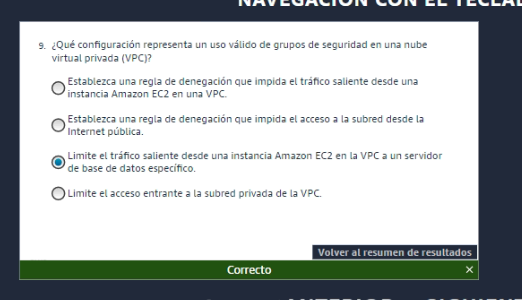 NAVEGACIÓN CON EL TECLAD
9. ¿Qué configuración representa un uso válido de grupos de seguridad en una nube
virtual privada (VPC)?
Establezca una regla de denegación que impida el tráfico saliente desde una
instancia Amazon EC2 en una VPC.
Establezca una regla de denegación que impida el acceso a la subred desde la
Internet pública.
Limite el tráfico saliente desde una instancia Amazon EC2 en la VPC a un servidor
de base de datos específico.
Limite el acceso entrante a la subred privada de la VPC.
Volver al resumen de resultados
Correcto ×
ANTERIOR SIGUIENTE